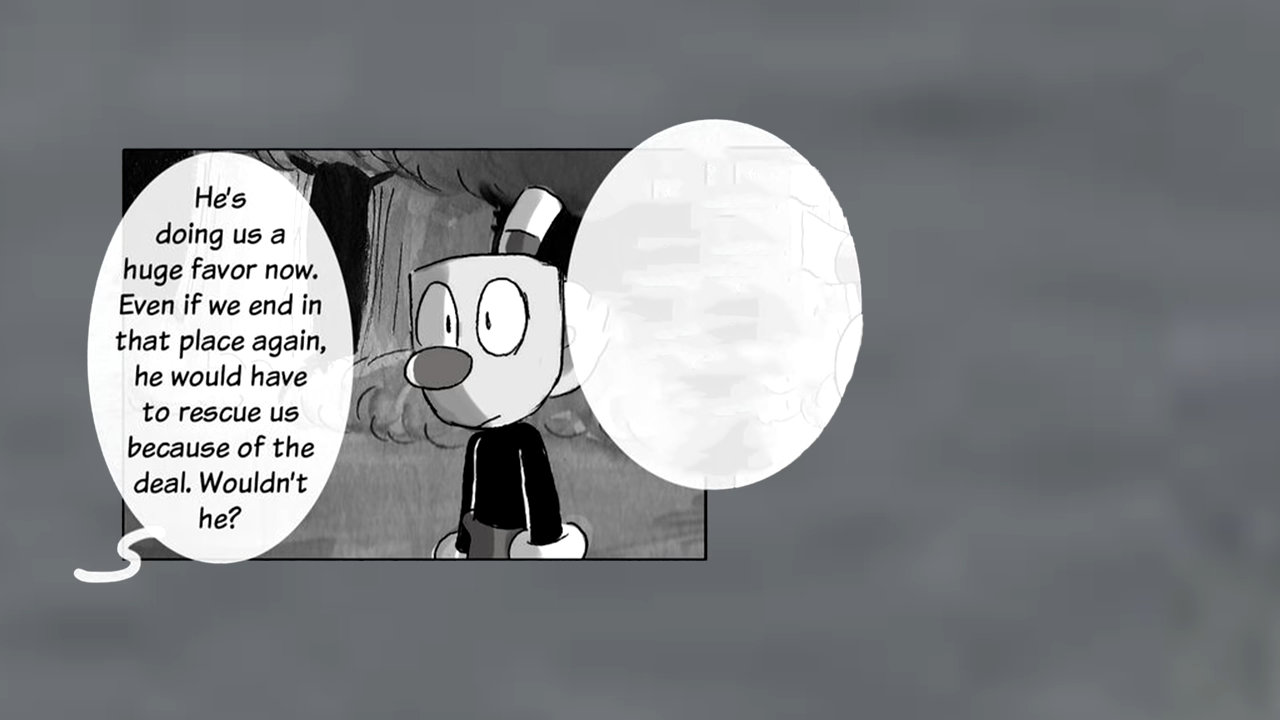 He's
doing us a
huge favor now.
Even if we end in
that place again,
he would have
to rescue us
because of the
deal. Wouldn't
he?